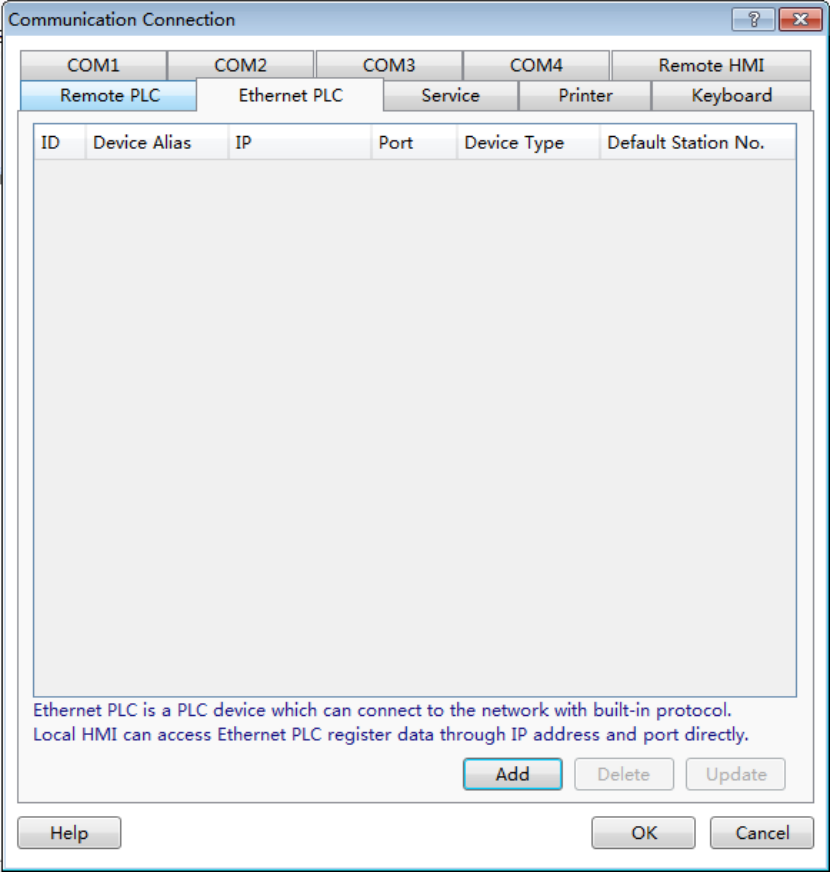 Communication Connection
?
COM1 COM2 COM3 COM4 Remote HMI
Remote PLC Ethernet PLC Service Printer Keyboard
ID Device Alias IP Port Device Type Default Station No.
Ethernet PLC is a PLC device which can connect to the network with built-in protocol.
Local HMI can access Ethernet PLC register data through IP address and port directly.
Add Delete Update
Help OK Cancel